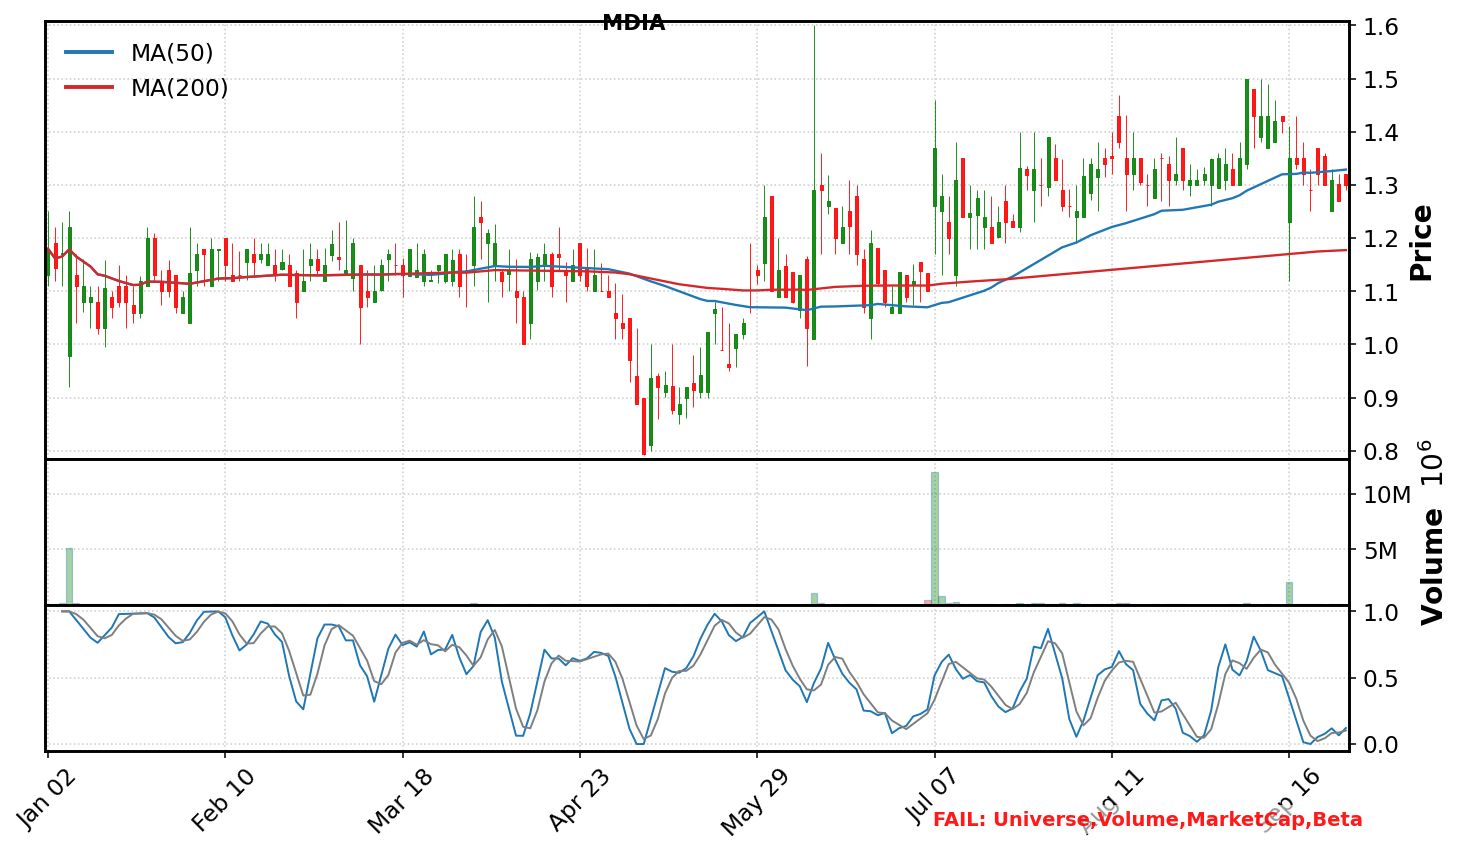 MDIA
MA(50)
MA(200)
1.6
1.5
1.4
1.3
1.2
1.1
1.0
0.9
0.8
Price
10M
5M
Volume 10⁶
1.0
0.5
0.0
Jan 02
Feb 10
Mar 18
Apr 23
May 29
Jul 07
Aug 11
Sep 16
FAIL: Universe,Volume,MarketCap,Beta